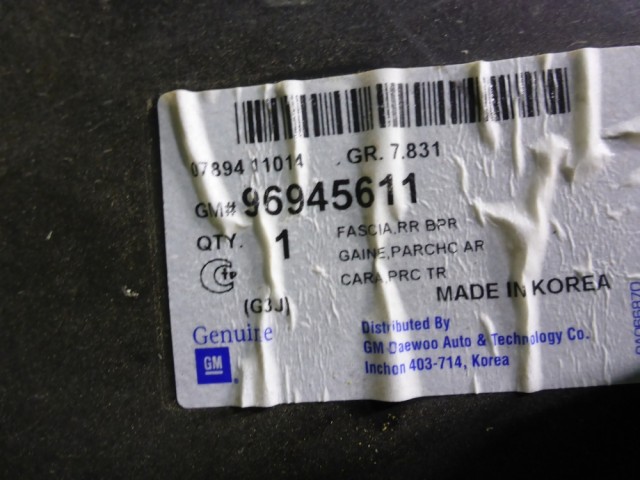 07894 11014 . GR. 7.831
GM# 96945611
QTY. 1
FASCIA,RR BPR
GAINE,PARCHC AR
CARA,PRC TR
MADE IN KOREA
(G3J)
Genuine
GM
Distributed By
GM Daewoo Auto & Technology Co.
Inchon 403-714, Korea